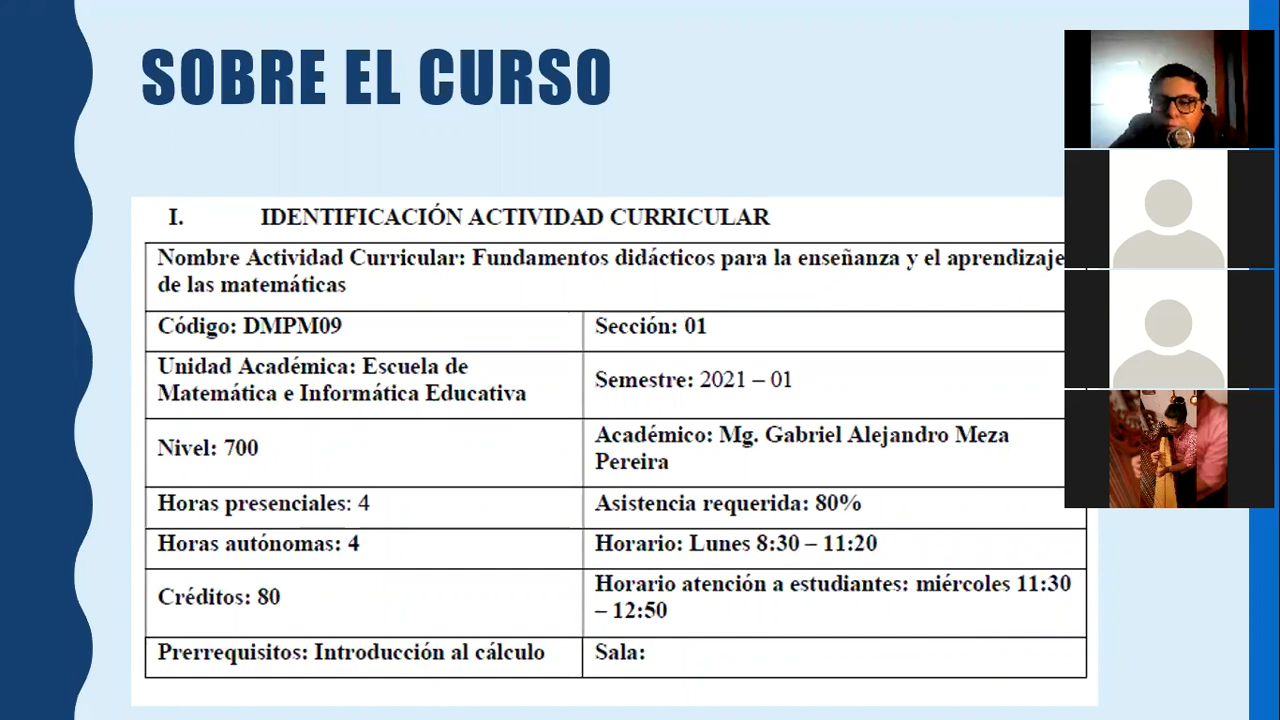 SOBRE EL CURSO
I. IDENTIFICACIÓN ACTIVIDAD CURRICULAR
Nombre Actividad Curricular: Fundamentos didácticos para la enseñanza y el aprendizaje
de las matemáticas
Código: DMPM09
Sección: 01
Unidad Académica: Escuela de
Matemática e Informática Educativa
Semestre: 2021 – 01
Nivel: 700
Académico: Mg. Gabriel Alejandro Meza
Pereira
Horas presenciales: 4
Asistencia requerida: 80%
Horas autónomas: 4
Horario: Lunes 8:30 – 11:20
Créditos: 80
Horario atención a estudiantes: miércoles 11:30
– 12:50
Prerrequisitos: Introducción al cálculo
Sala: